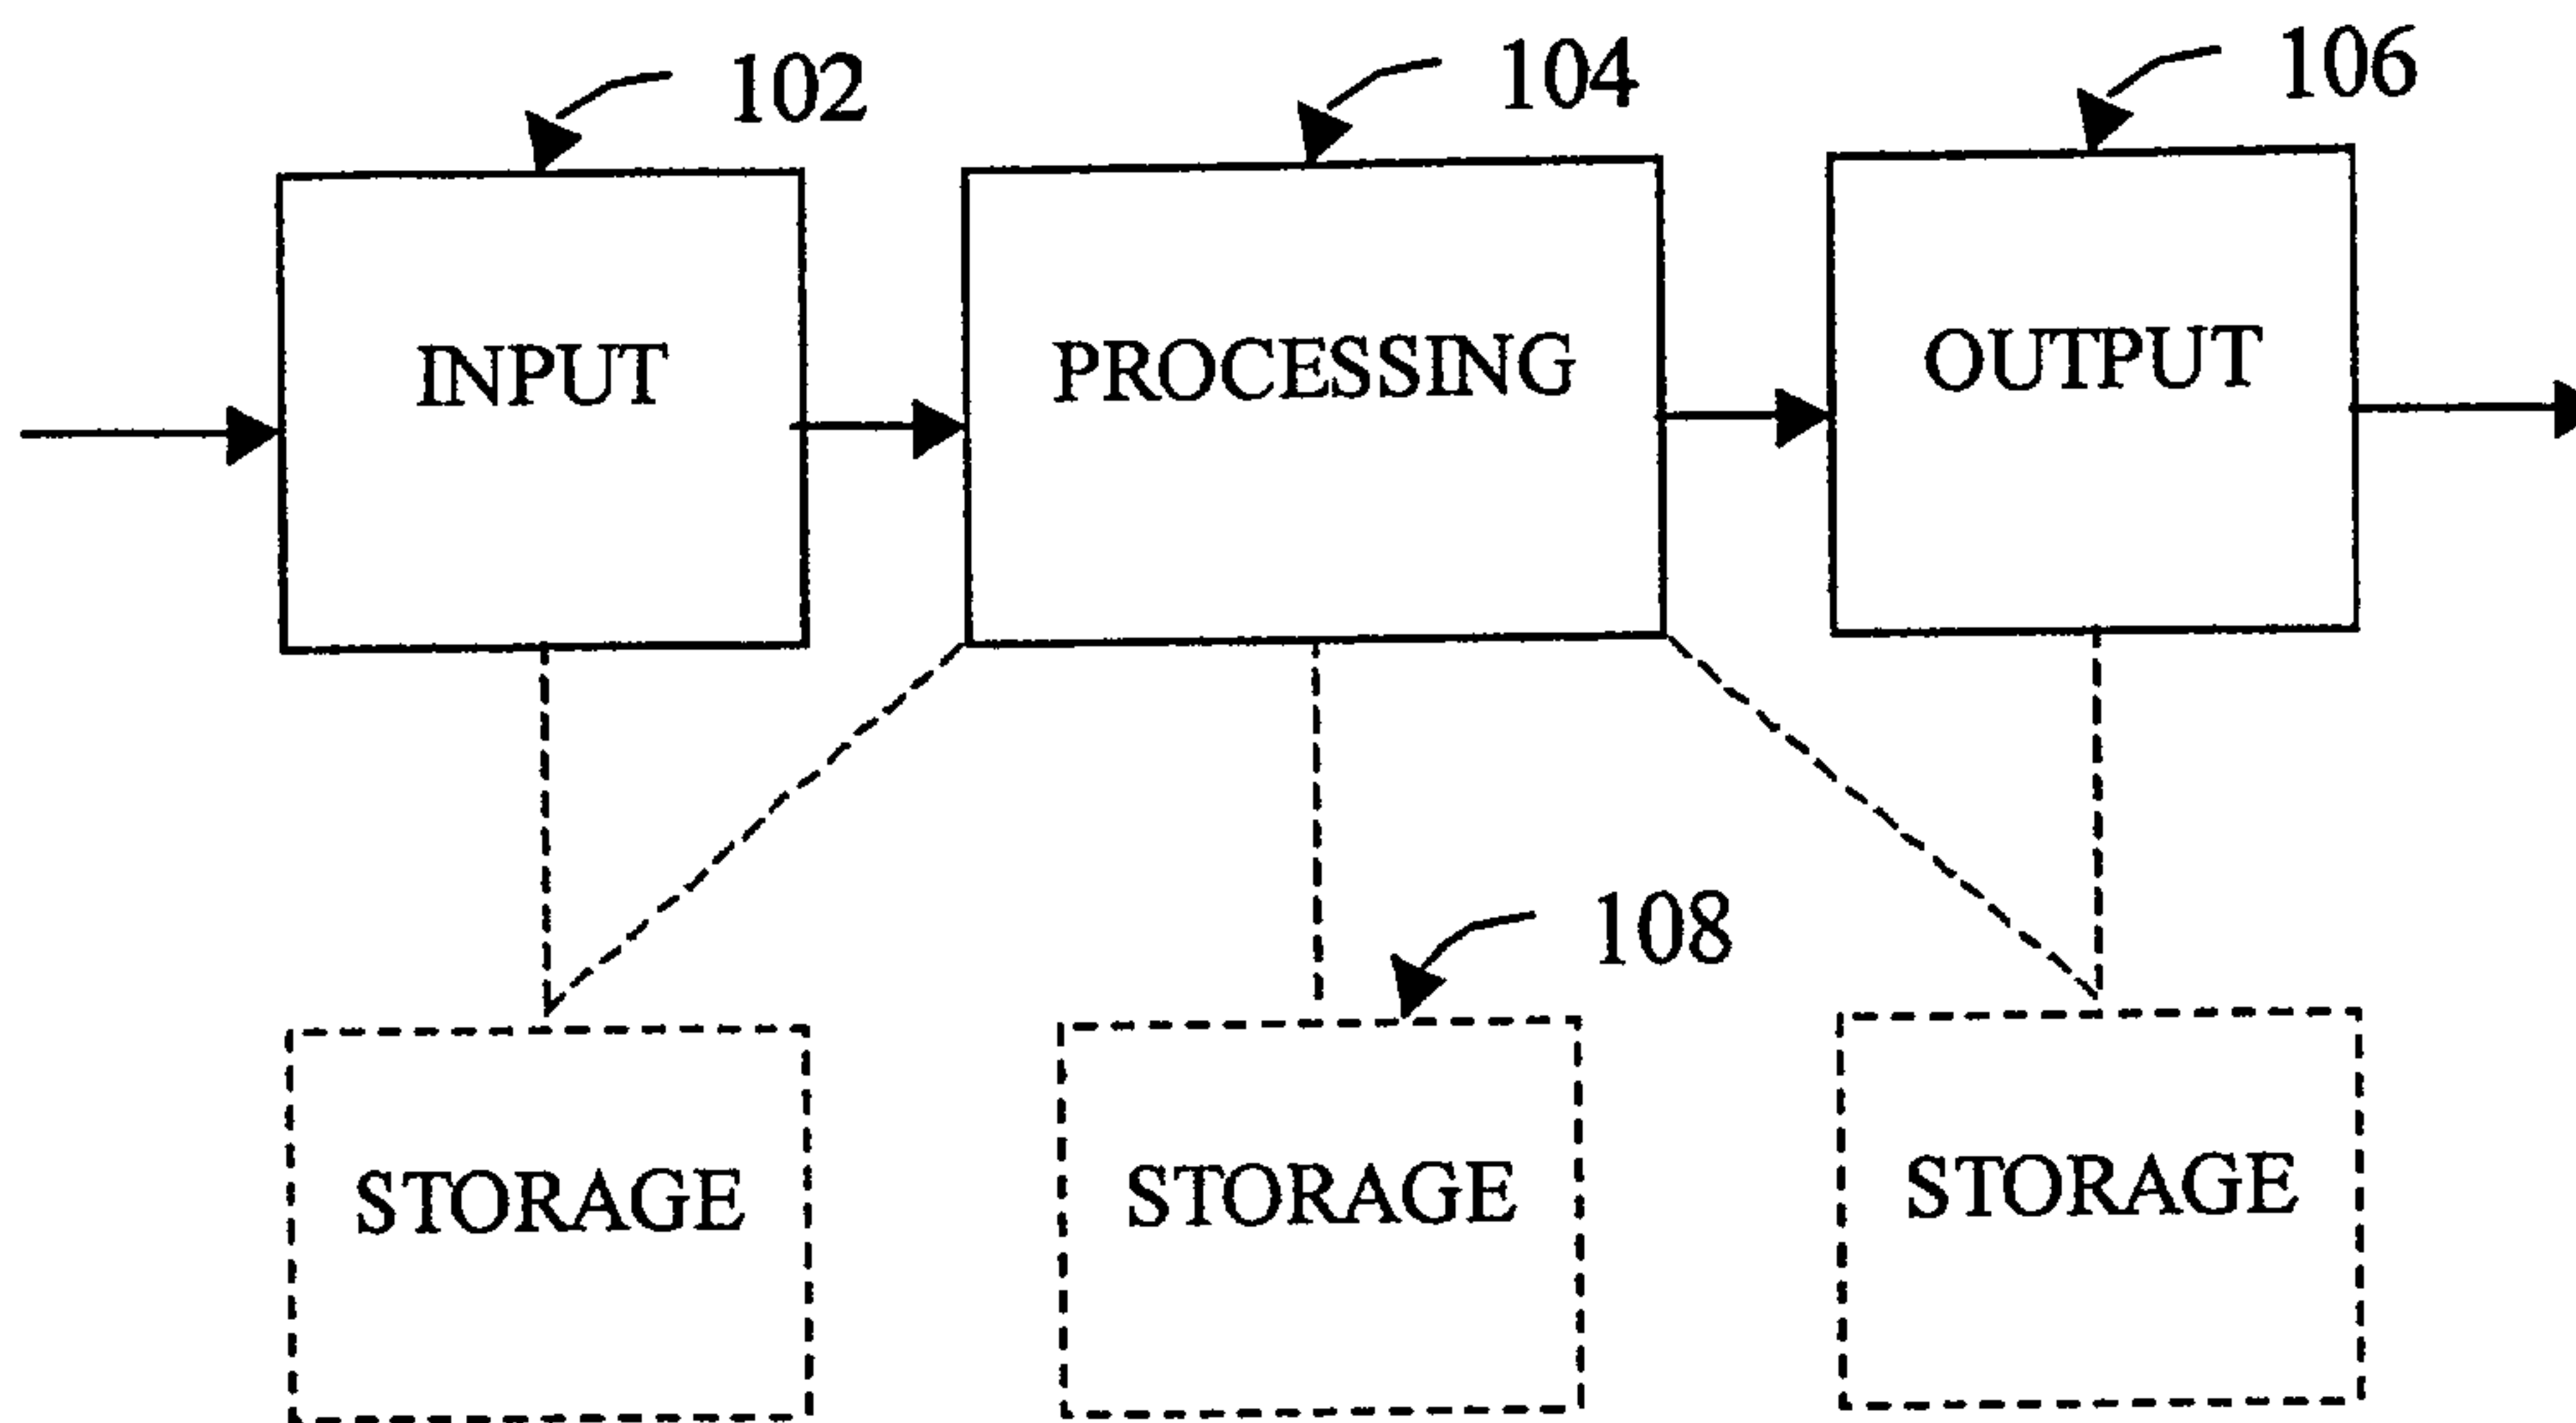 102
104
106
INPUT
PROCESSING
OUTPUT
108
STORAGE
STORAGE
STORAGE